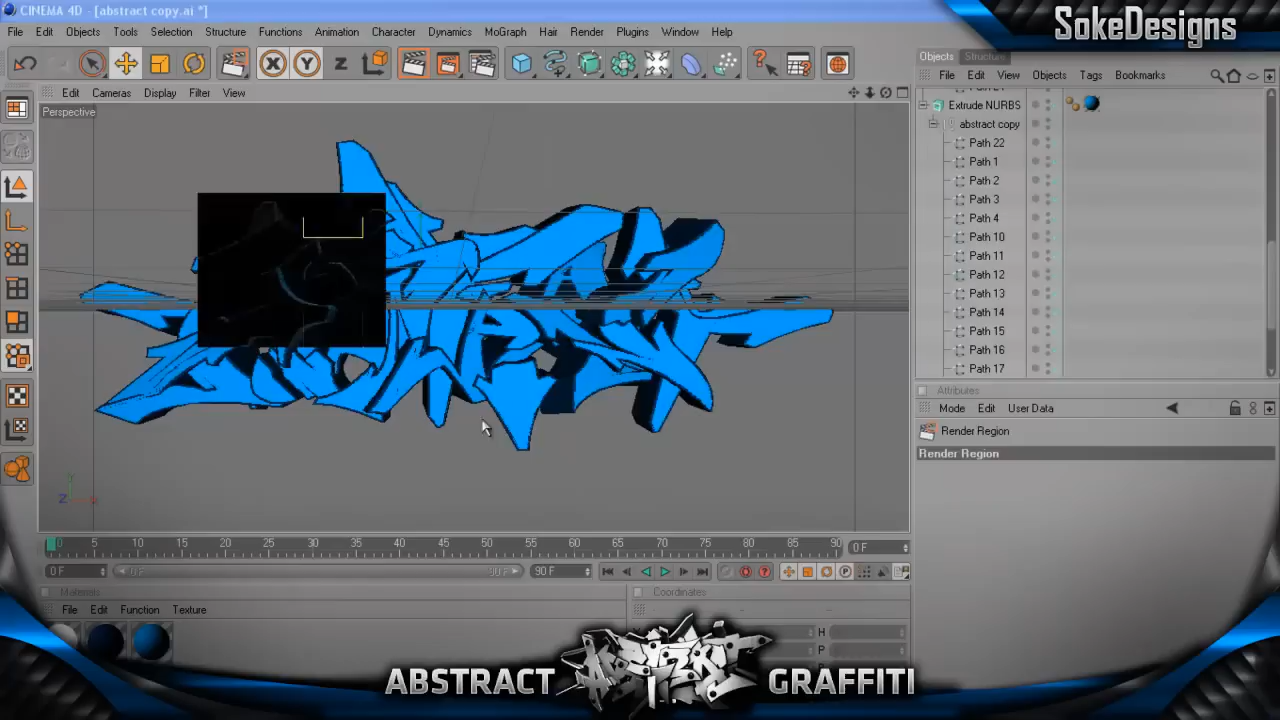 CINEMA 4D - [abstract copy.ai *]
SokeDesigns
File Edit Objects Tools Selection Structure Functions Animation Character Dynamics MoGraph Hair Render Plugins Window Help
Objects Structure
File Edit View Objects Tags Bookmarks
Edit Cameras Display Filter View
Perspective
Extrude NURBS
abstract copy
Path 22
Path 1
Path 2
Path 3
Path 4
Path 10
Path 11
Path 12
Path 13
Path 14
Path 15
Path 16
Path 17
Attributes
Mode Edit User Data
Render Region
Render Region
X Y Z
Y
Z
0 5 10 15 20 25 30 35 40 45 50 55 60 65 70 75 80 85 90 0 F
0 F 0 F 90 F 90 F
Materials Coordinates
File Edit Function Texture
H
P
ABSTRACT GRAFFITI